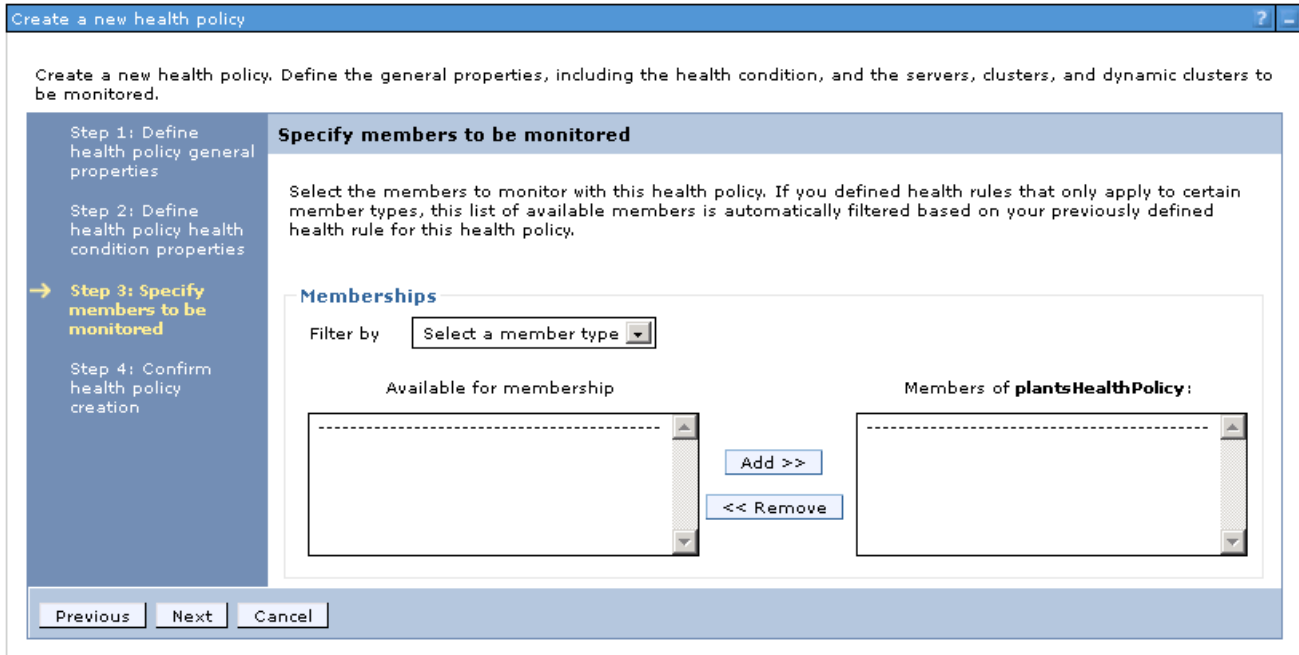 Create a new health policy
? –
Create a new health policy. Define the general properties, including the health condition, and the servers, clusters, and dynamic clusters to
be monitored.
Step 1: Define
health policy general
properties
Step 2: Define
health policy health
condition properties
→ Step 3: Specify
members to be
monitored
Step 4: Confirm
health policy
creation
Specify members to be monitored
Select the members to monitor with this health policy. If you defined health rules that only apply to certain
member types, this list of available members is automatically filtered based on your previously defined
health rule for this health policy.
Memberships
Filter by Select a member type
Available for membership
----------------------------------------
Add >>
<< Remove
Members of plantsHealthPolicy:
----------------------------------------
Previous Next Cancel